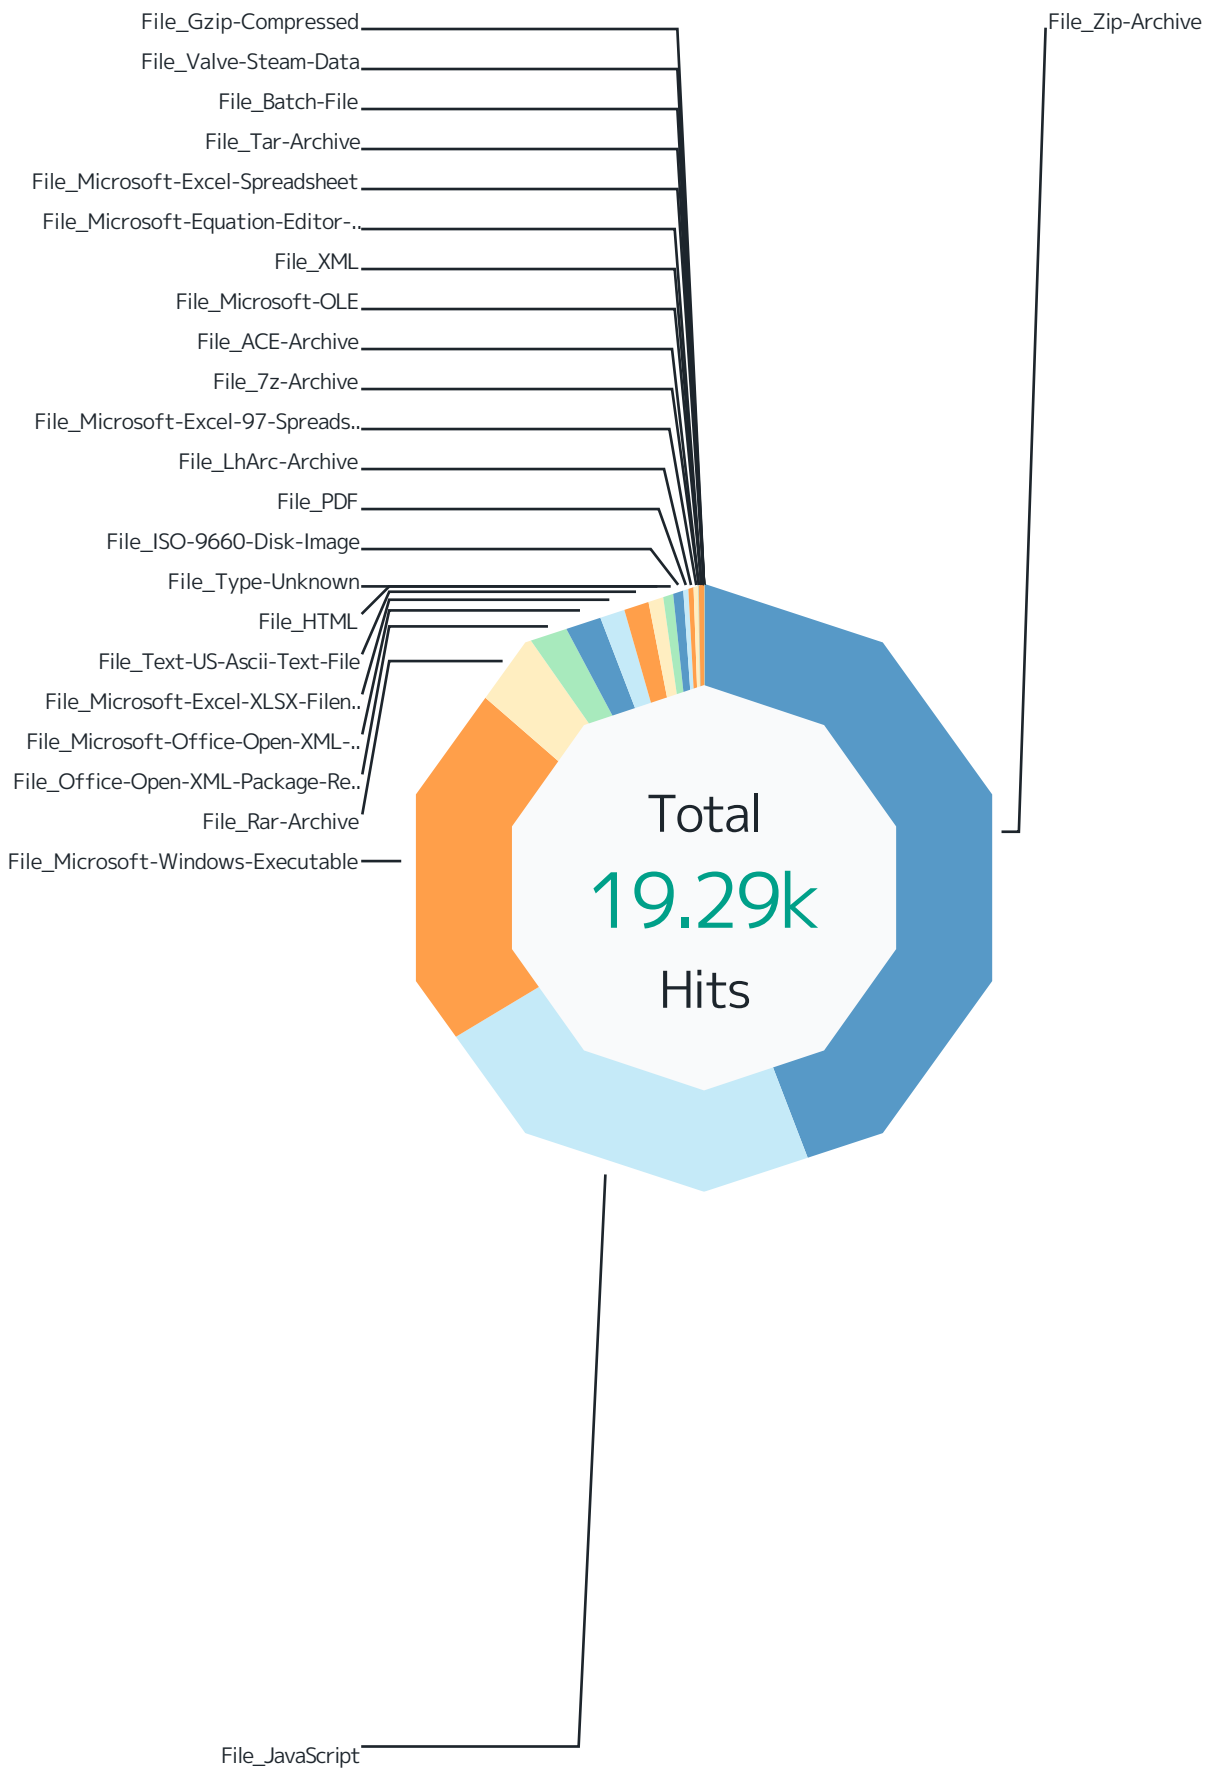 File_Gzip-Compressed
File_Zip-Archive
File_Valve-Steam-Data
File_Batch-File
File_Tar-Archive
File_Microsoft-Excel-Spreadsheet
File_Microsoft-Equation-Editor-..
File_XML
File_Microsoft-OLE
File_ACE-Archive
File_7z-Archive
File_Microsoft-Excel-97-Spreads..
File_LhArc-Archive
File_PDF
File_ISO-9660-Disk-Image
File_Type-Unknown
File_HTML
File_Text-US-Ascii-Text-File
File_Microsoft-Excel-XLSX-Filen..
File_Microsoft-Office-Open-XML-..
File_Office-Open-XML-Package-Re..
File_Rar-Archive
File_Microsoft-Windows-Executable
Total
19.29k
Hits
File_JavaScript